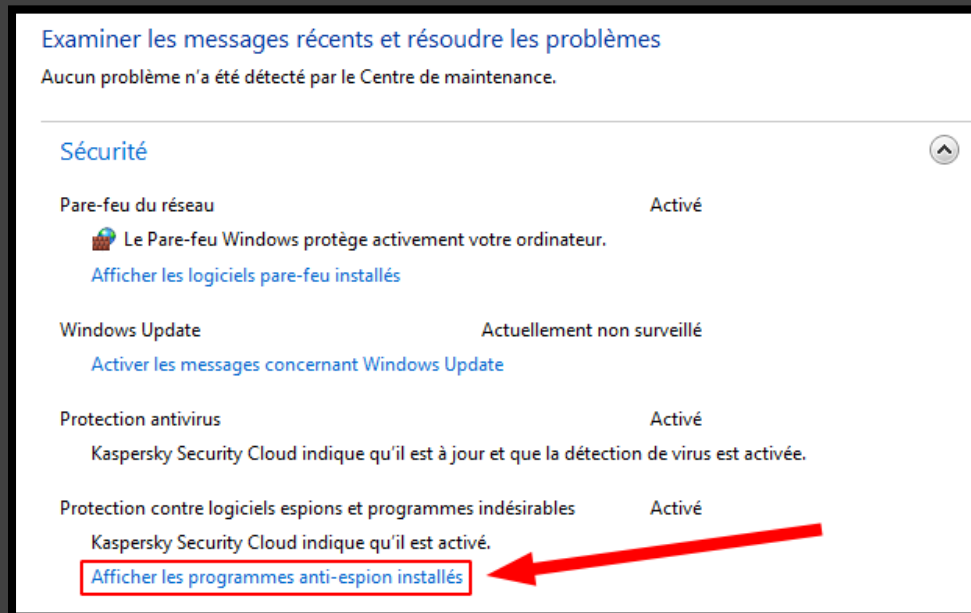 Examiner les messages récents et résoudre les problèmes
Aucun problème n'a été détecté par le Centre de maintenance.
Sécurité
Pare-feu du réseau Activé
Le Pare-feu Windows protège activement votre ordinateur.
Afficher les logiciels pare-feu installés
Windows Update Actuellement non surveillé
Activer les messages concernant Windows Update
Protection antivirus Activé
Kaspersky Security Cloud indique qu'il est à jour et que la détection de virus est activée.
Protection contre logiciels espions et programmes indésirables Activé
Kaspersky Security Cloud indique qu'il est activé.
Afficher les programmes anti-espion installés